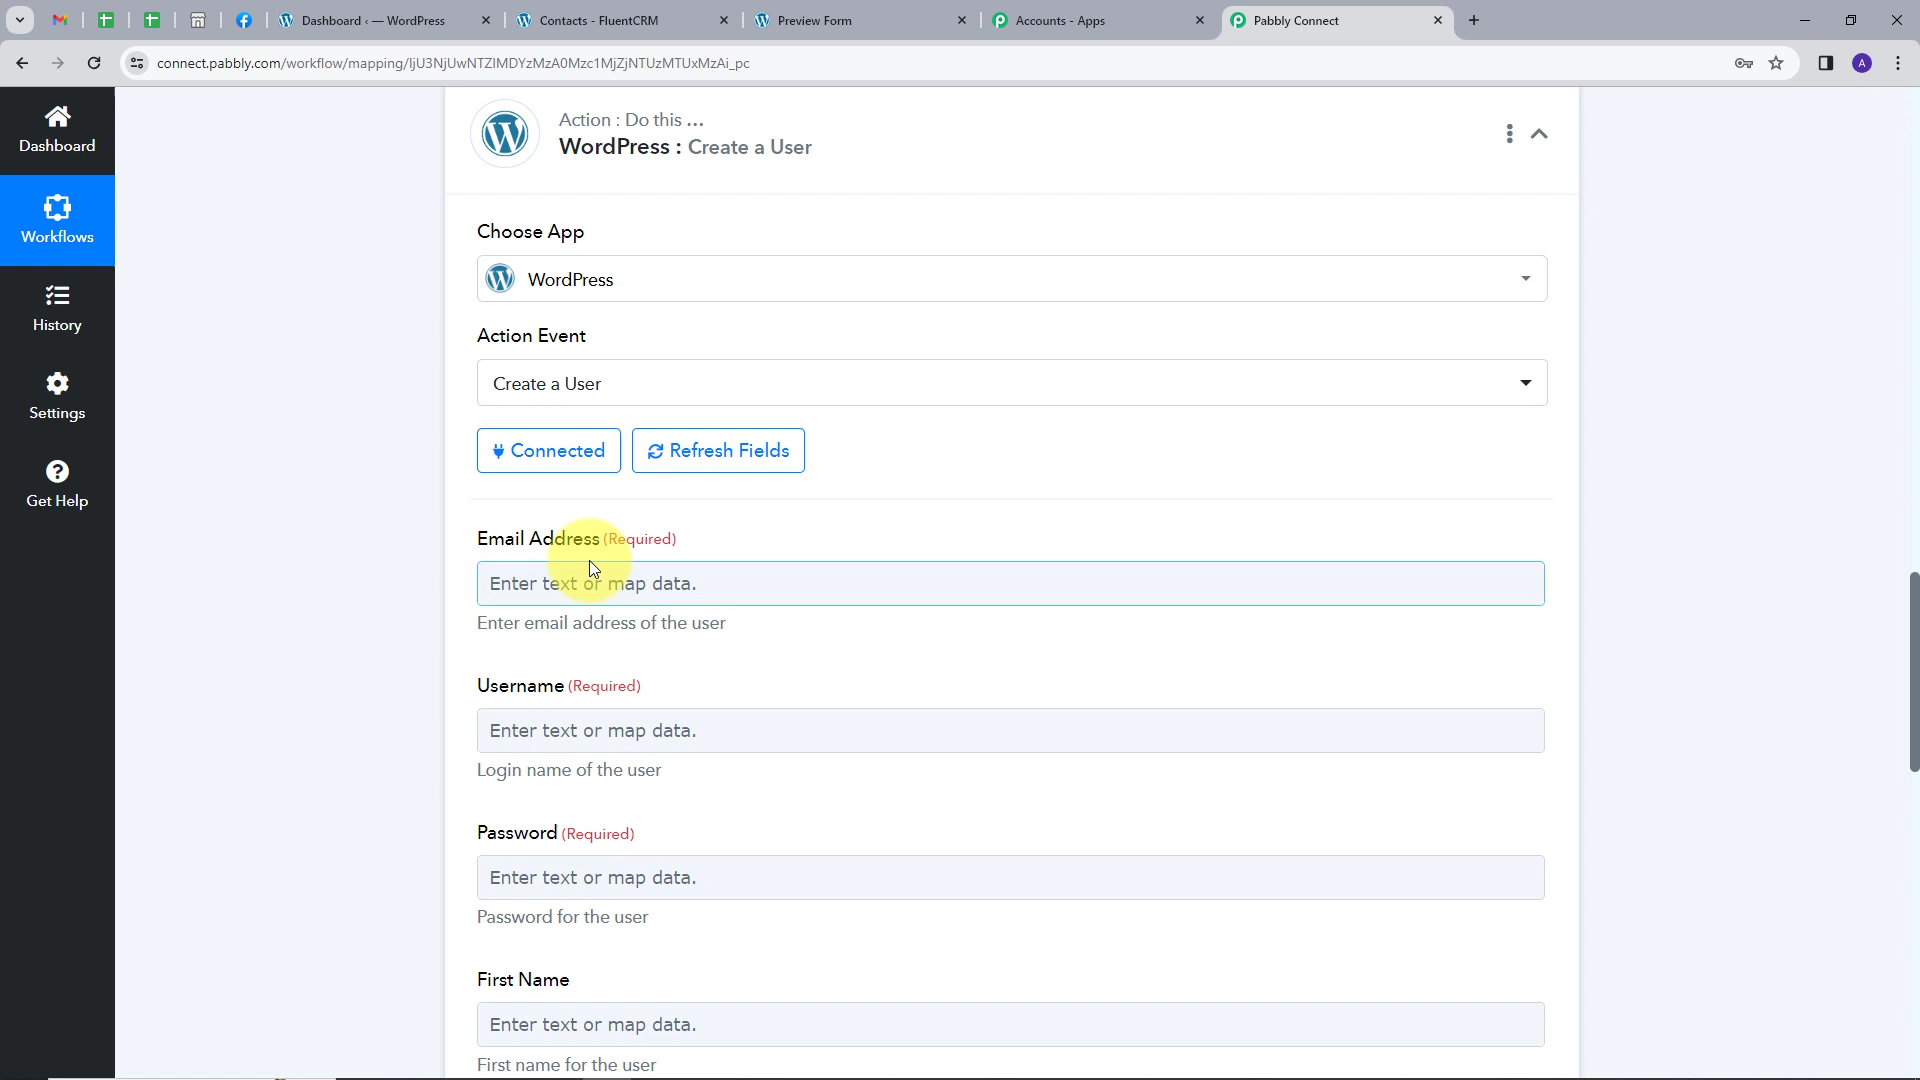 Dashboard ‹ — WordPress
Contacts - FluentCRM
Preview Form
Accounts - Apps
Pabbly Connect
connect.pabbly.com/workflow/mapping/IjU3NjUwNTZlMDYzMzA0Mzc1MjZjNTUzMTUxMzAi_pc
A
Dashboard
Workflows
History
Settings
Get Help
Action : Do this ...
WordPress : Create a User
Choose App
WordPress
Action Event
Create a User
Connected
Refresh Fields
Email Address (Required)
Enter text or map data.
Enter email address of the user
Username (Required)
Enter text or map data.
Login name of the user
Password (Required)
Enter text or map data.
Password for the user
First Name
Enter text or map data.
First name for the user